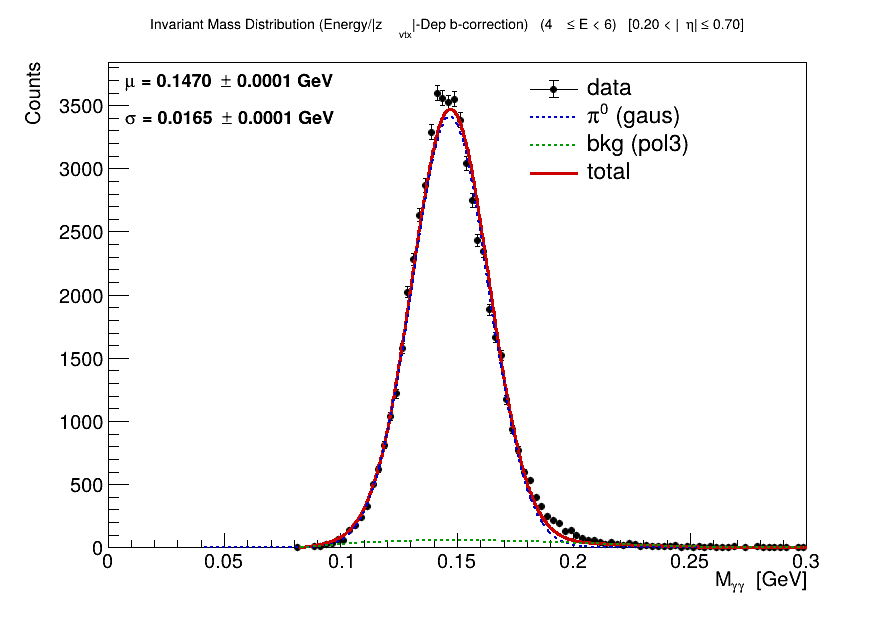 Invariant Mass Distribution (Energy/|z vtx|-Dep b-correction) (4 ≤ E < 6) [0.20 < | η| ≤ 0.70]
μ = 0.1470 ± 0.0001 GeV
σ = 0.0165 ± 0.0001 GeV
data
π⁰ (gaus)
bkg (pol3)
total
Counts
3500
3000
2500
2000
1500
1000
500
0
0 0.05 0.1 0.15 0.2 0.25 0.3
Mγγ [GeV]